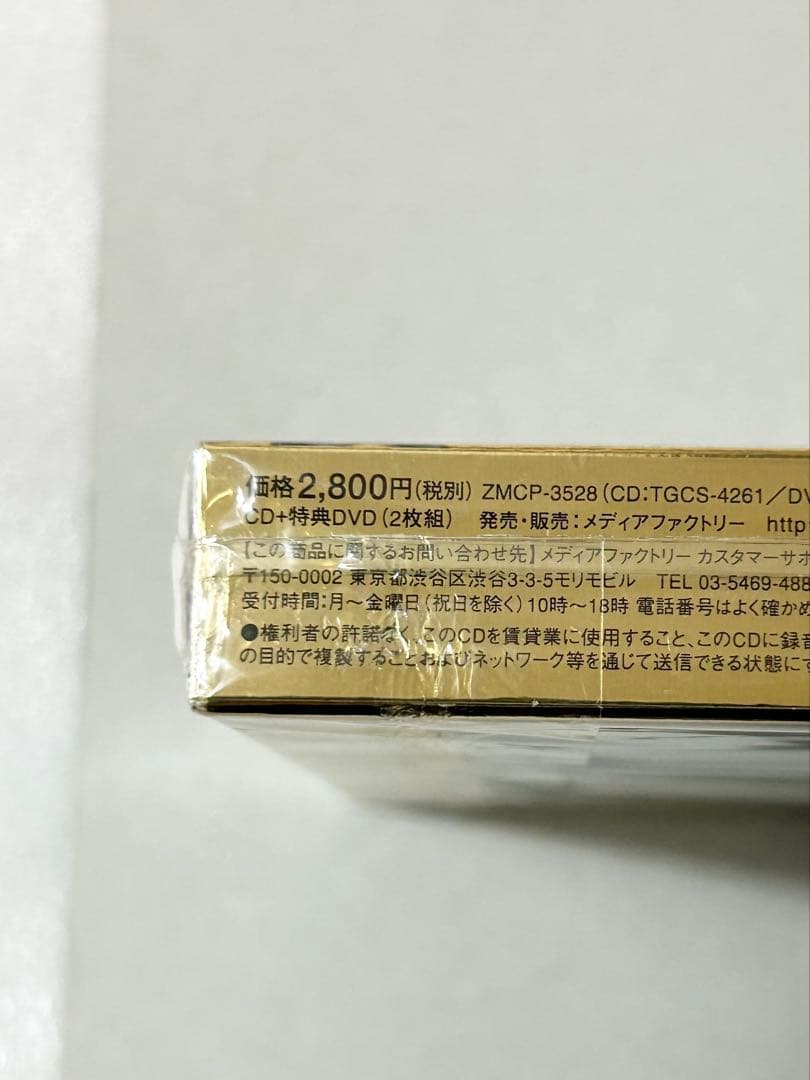 価格2,800円(税別) ZMCP-3528(CD:TGCS-4261／DV
CD+特典DVD(2枚組) 発売・販売:メディアファクトリー http
【この商品に関するお問い合わせ先】メディアファクトリー カスタマーサポ
〒150-0002 東京都渋谷区渋谷3-3-5モリモビル TEL 03-5469-488
受付時間:月〜金曜日(祝日を除く)10時〜18時 電話番号はよく確かめ
●権利者の許諾なく、このCDを賃貸業に使用すること、このCDに録音
の目的で複製することおよびネットワーク等を通じて送信できる状態にす